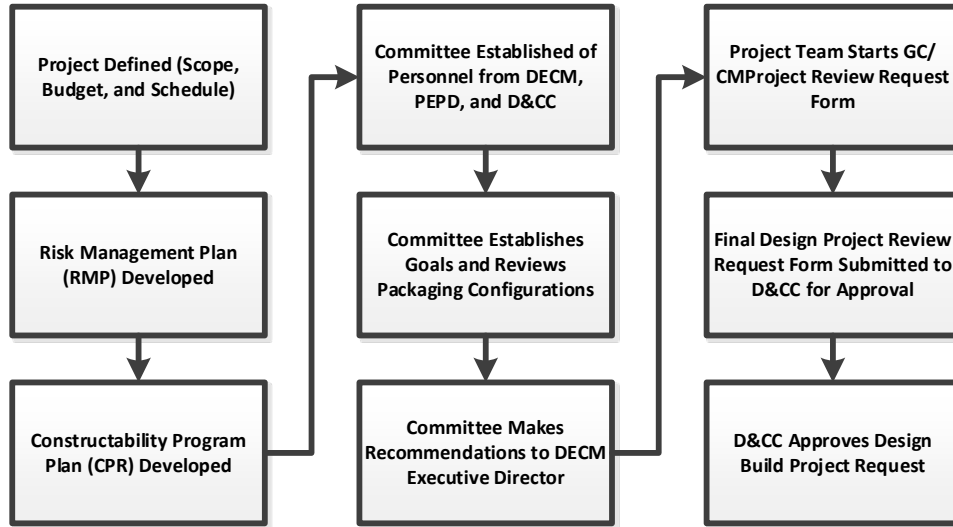 Project Defined (Scope,
Budget, and Schedule)
Risk Management Plan
(RMP) Developed
Constructability Program
Plan (CPR) Developed
Committee Established of
Personnel from DECM,
PEPD, and D&CC
Committee Establishes
Goals and Reviews
Packaging Configurations
Committee Makes
Recommendations to DECM
Executive Director
Project Team Starts GC/
CMProject Review Request
Form
Final Design Project Review
Request Form Submitted to
D&CC for Approval
D&CC Approves Design
Build Project Request